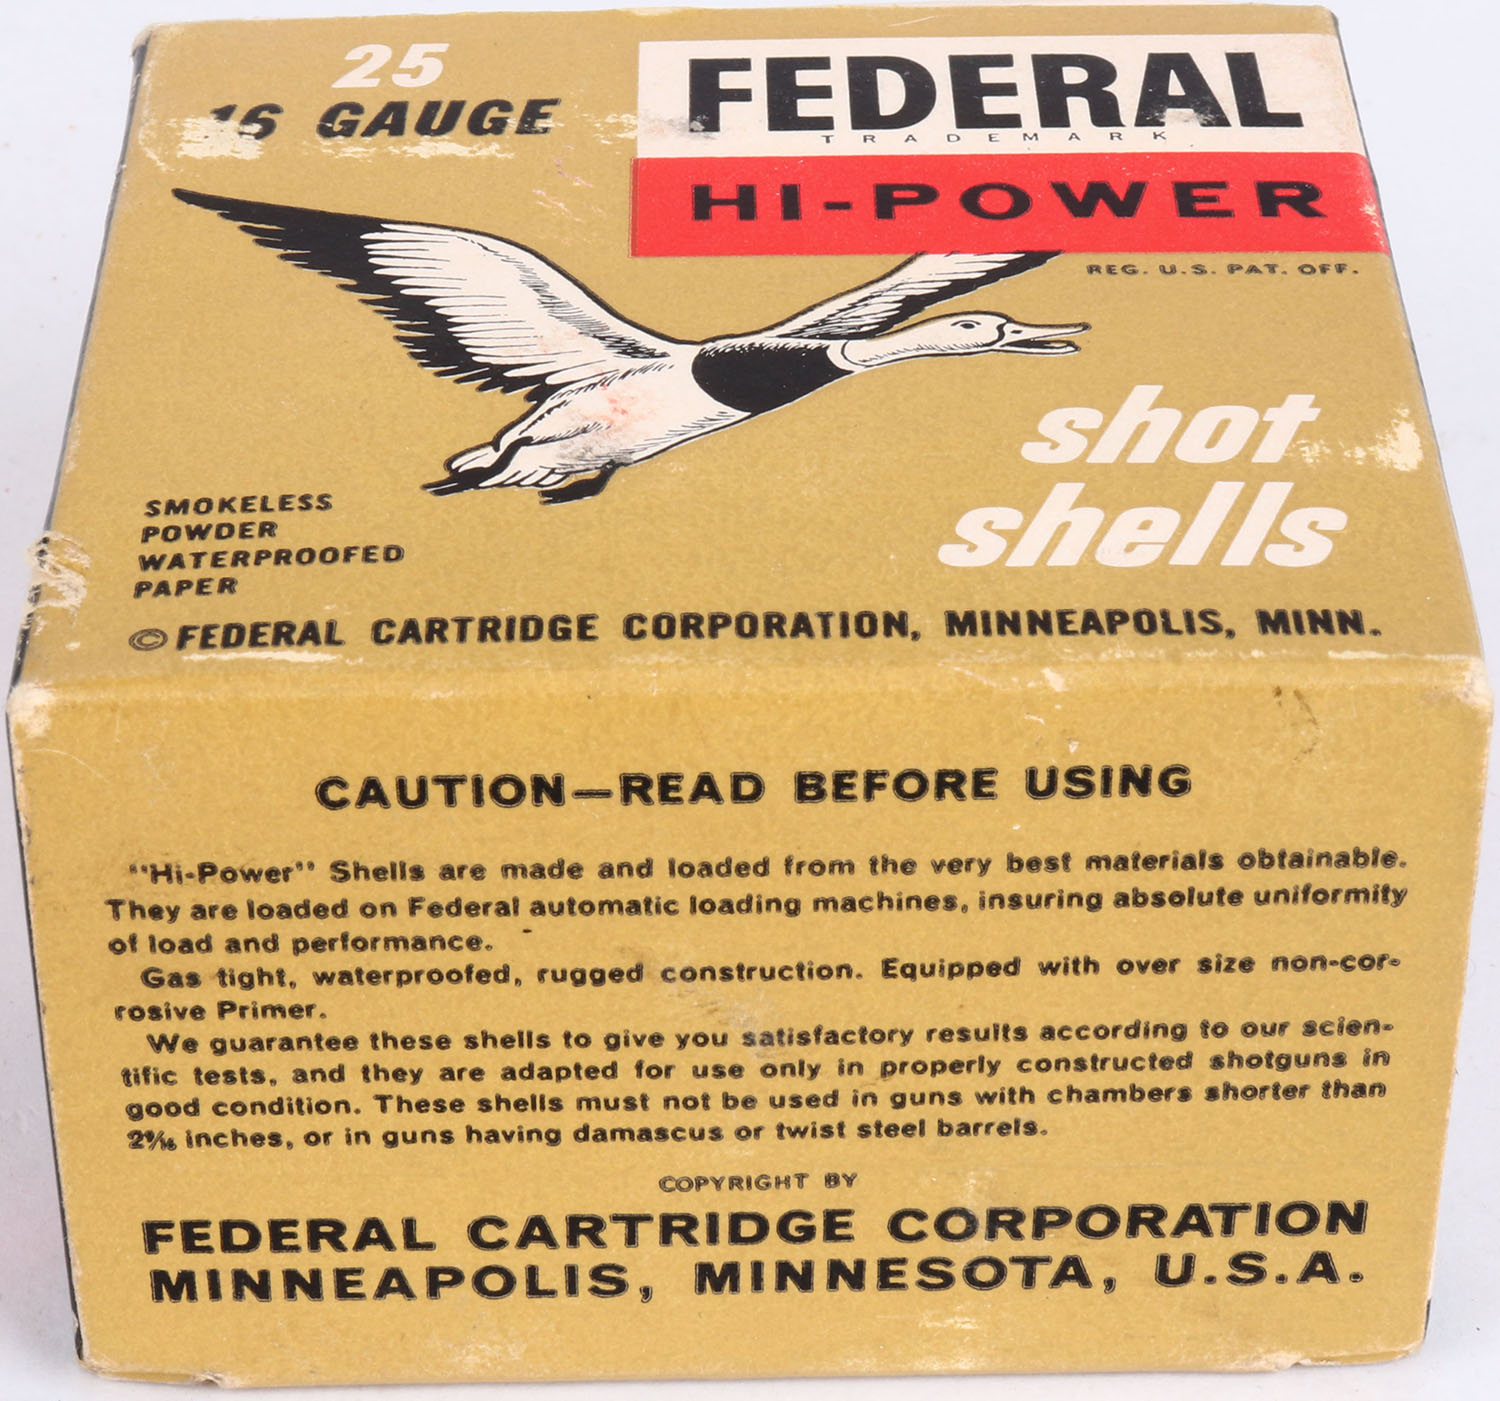 25
16 GAUGE
FEDERAL
TRADEMARK
HI-POWER
REG. U.S. PAT. OFF.
shot
shells
SMOKELESS
POWDER
WATERPROOFED
PAPER
© FEDERAL CARTRIDGE CORPORATION, MINNEAPOLIS, MINN.
CAUTION—READ BEFORE USING
"Hi-Power" Shells are made and loaded from the very best materials obtainable.
They are loaded on Federal automatic loading machines, insuring absolute uniformity
of load and performance.
Gas tight, waterproofed, rugged construction. Equipped with over size non-cor-
rosive Primer.
We guarantee these shells to give you satisfactory results according to our scien-
tific tests, and they are adapted for use only in properly constructed shotguns in
good condition. These shells must not be used in guns with chambers shorter than
2 9/16 inches, or in guns having damascus or twist steel barrels.
COPYRIGHT BY
FEDERAL CARTRIDGE CORPORATION
MINNEAPOLIS, MINNESOTA, U.S.A.